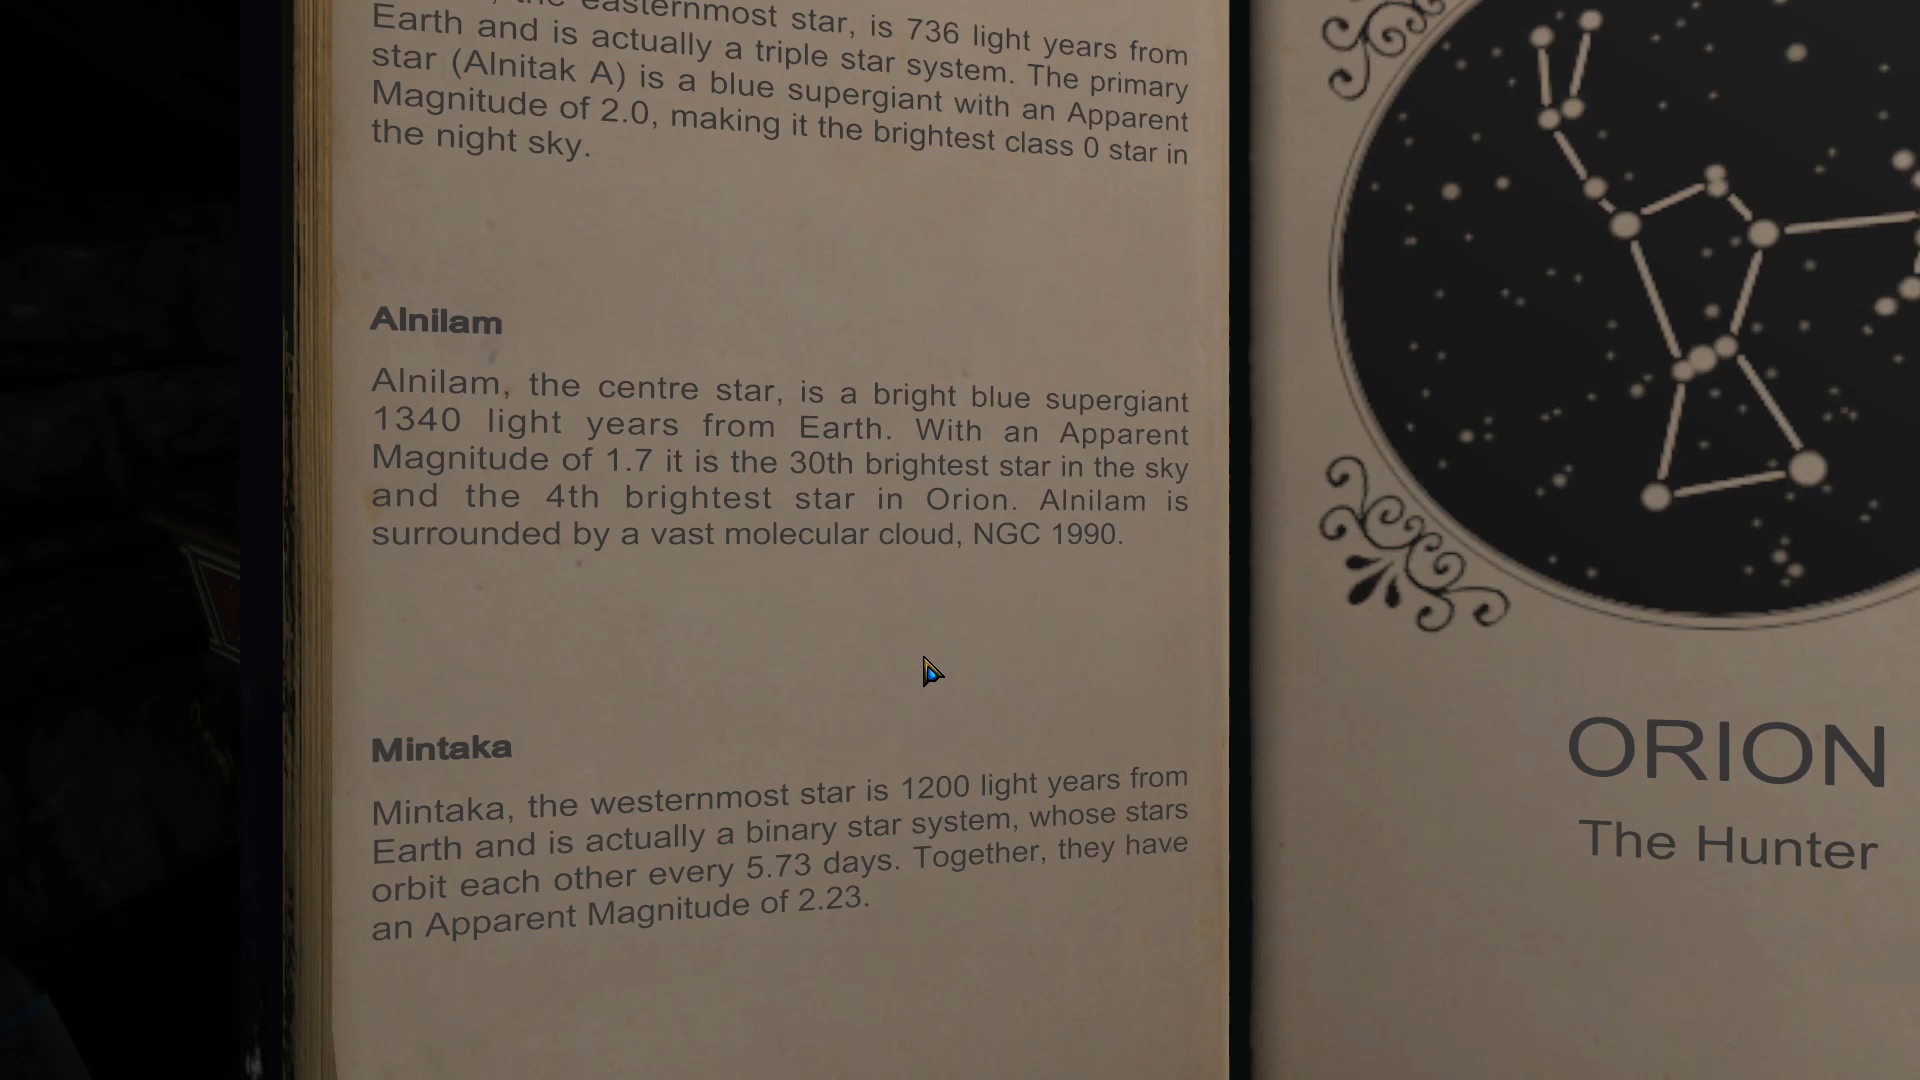 easternmost star, is 736 light years from
Earth and is actually a triple star system. The primary
star (Alnitak A) is a blue supergiant with an Apparent
Magnitude of 2.0, making it the brightest class 0 star in
the night sky.
Alnilam
Alnilam, the centre star, is a bright blue supergiant
1340 light years from Earth. With an Apparent
Magnitude of 1.7 it is the 30th brightest star in the sky
and the 4th brightest star in Orion. Alnilam is
surrounded by a vast molecular cloud, NGC 1990.
Mintaka
Mintaka, the westernmost star is 1200 light years from
Earth and is actually a binary star system, whose stars
orbit each other every 5.73 days. Together, they have
an Apparent Magnitude of 2.23.
ORION
The Hunter